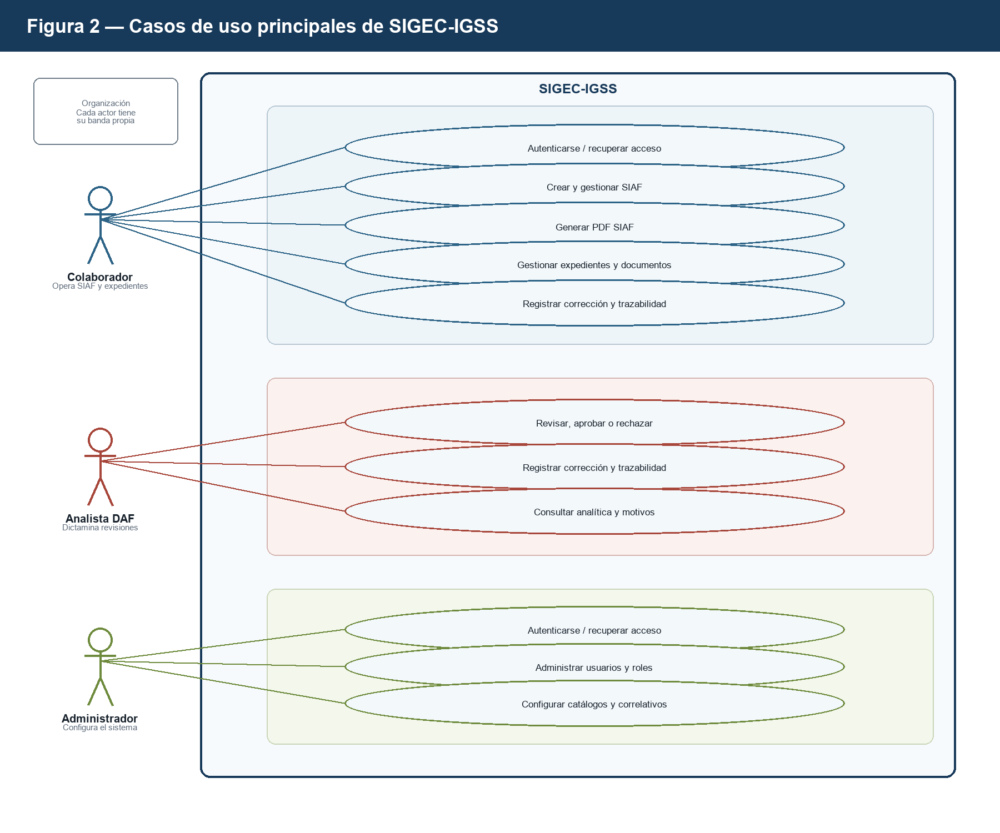 Figura 2 — Casos de uso principales de SIGEC-IGSS
Organización
Cada actor tiene
su banda propia
SIGEC-IGSS
Autenticarse / recuperar acceso
Crear y gestionar SIAF
Generar PDF SIAF
Gestionar expedientes y documentos
Registrar corrección y trazabilidad
Colaborador
Opera SIAF y expedientes
Revisar, aprobar o rechazar
Registrar corrección y trazabilidad
Consultar analítica y motivos
Analista DAF
Dictamina revisiones
Autenticarse / recuperar acceso
Administrar usuarios y roles
Configurar catálogos y correlativos
Administrador
Configura el sistema